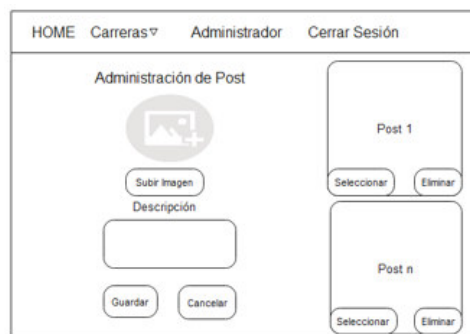 HOME Carreras Administrador Cerrar Sesión
Administración de Post
Subir Imagen
Descripción
Guardar Cancelar
Post 1
Seleccionar Eliminar
Post n
Seleccionar Eliminar